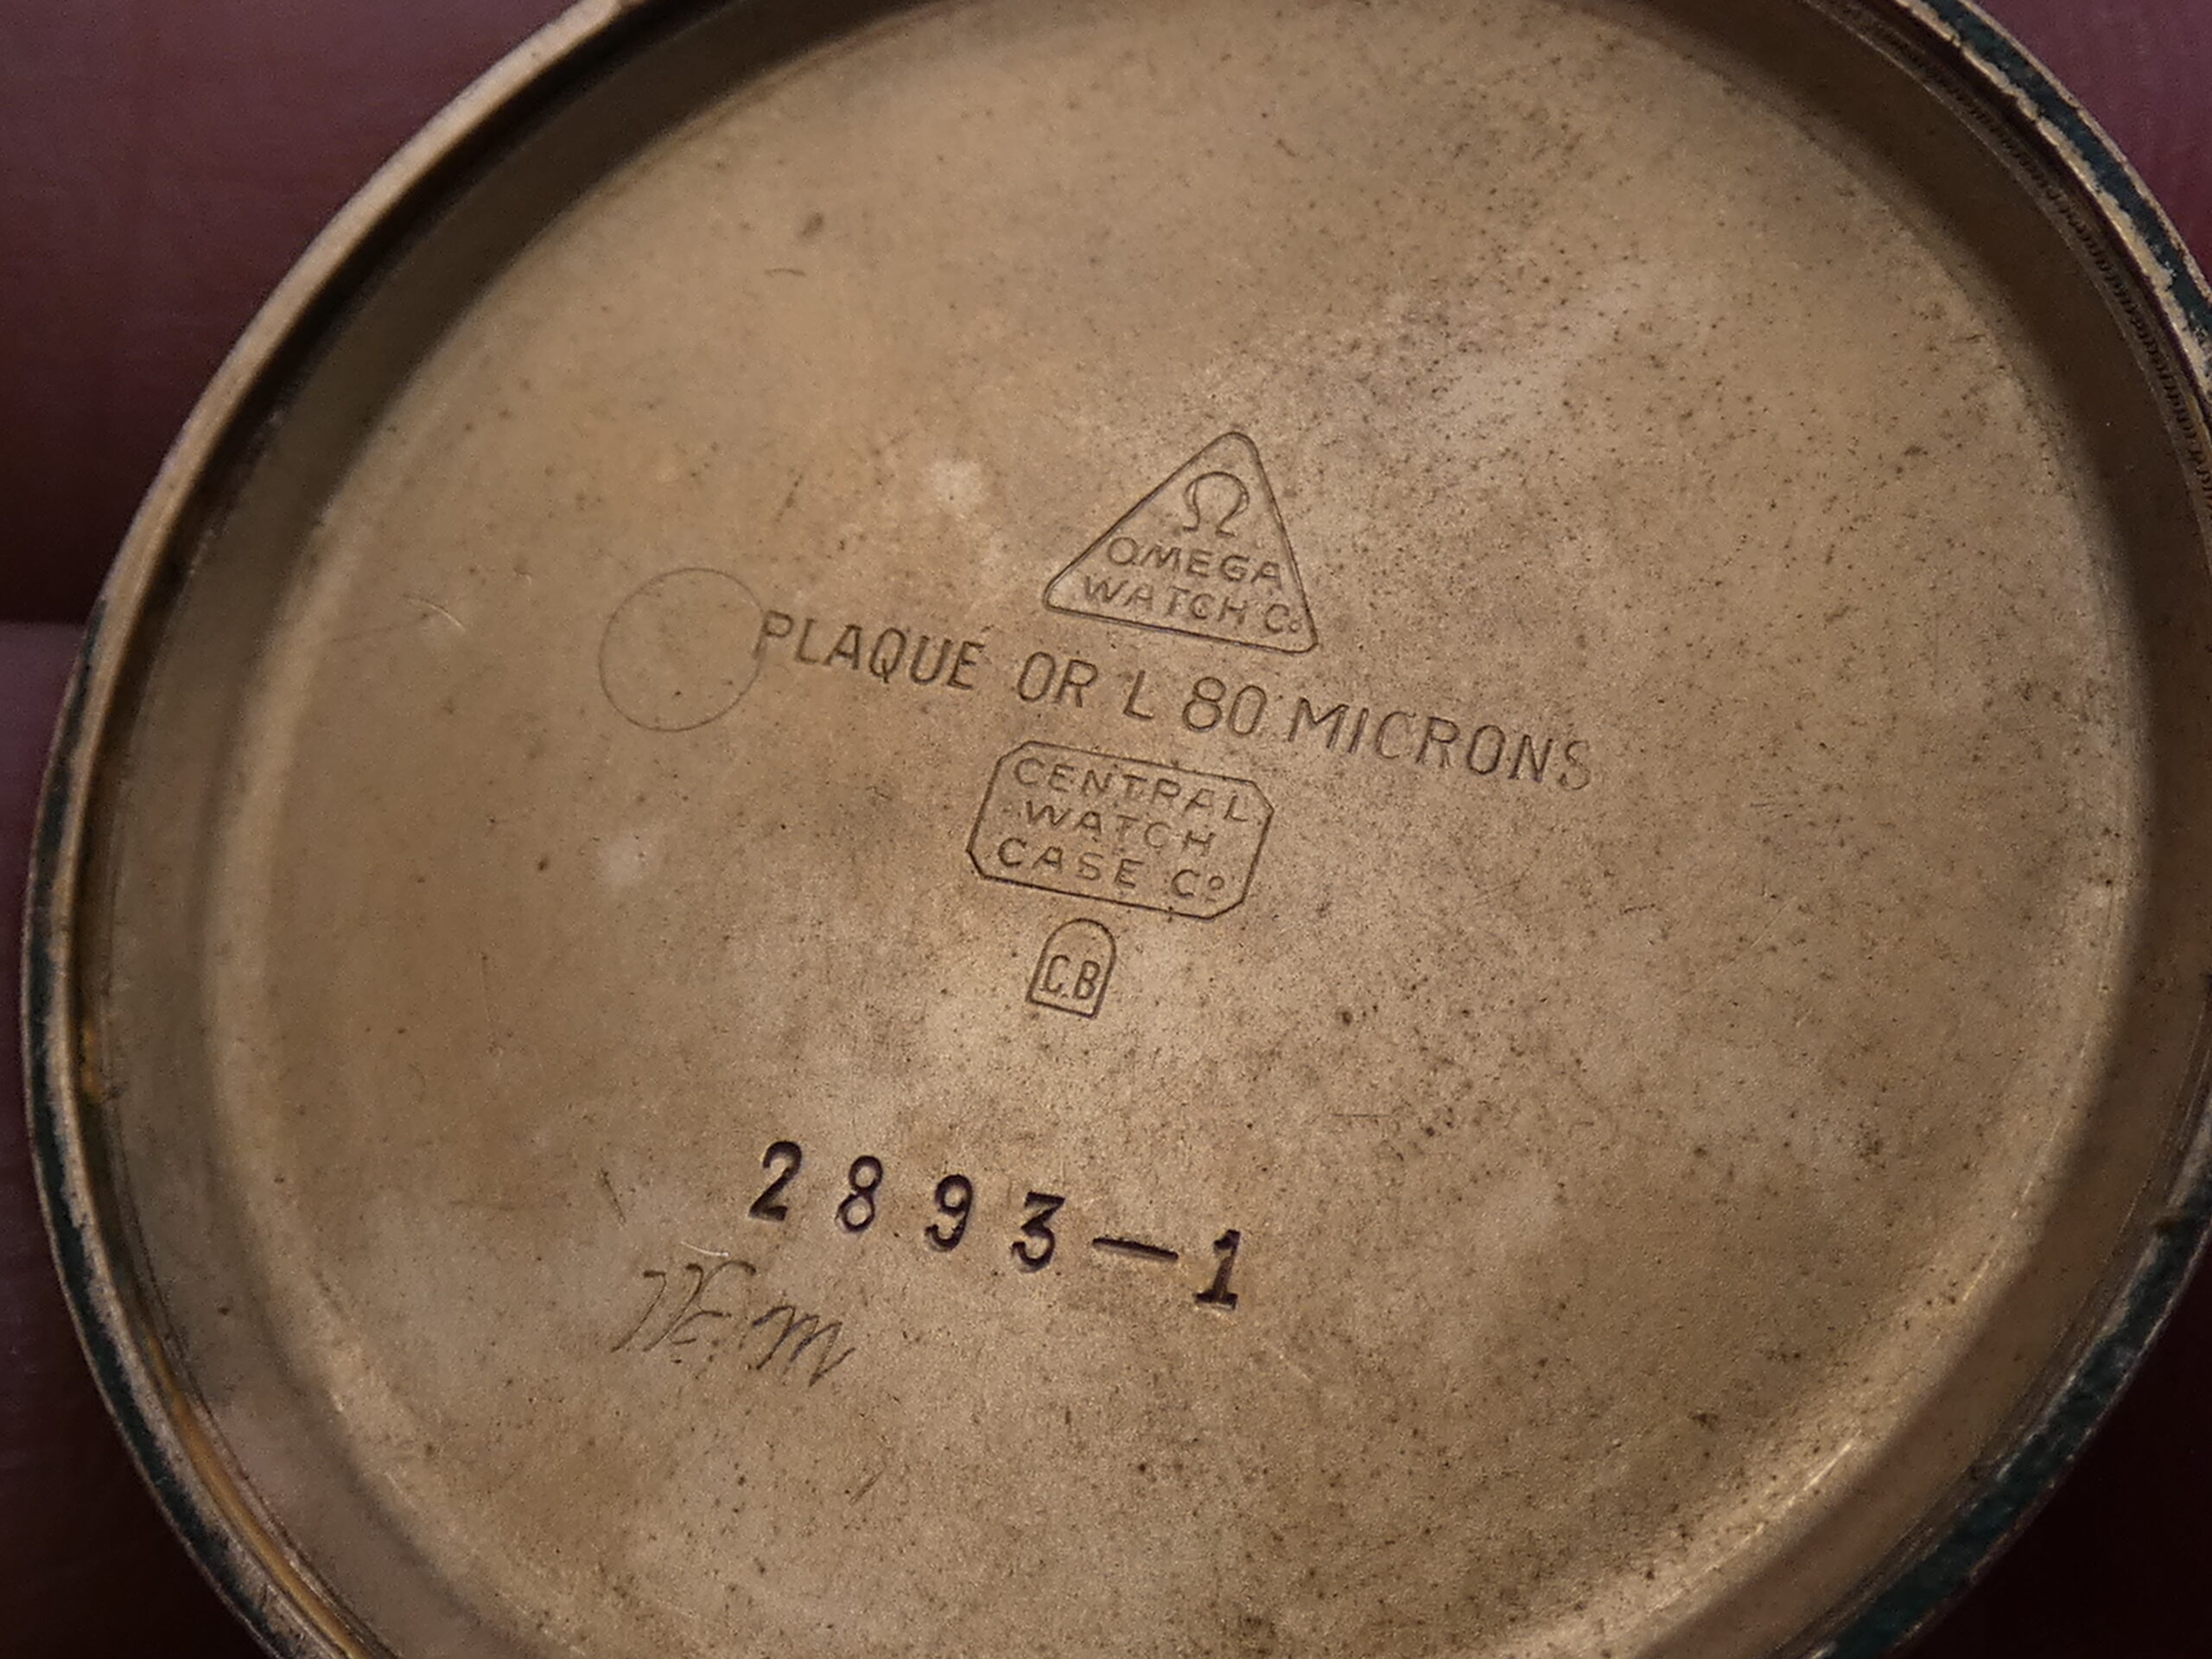 Ω
OMEGA
WATCH Co
PLAQUE OR L 80 MICRONS
CENTRAL
WATCH
CASE Co
C.B
2893-1